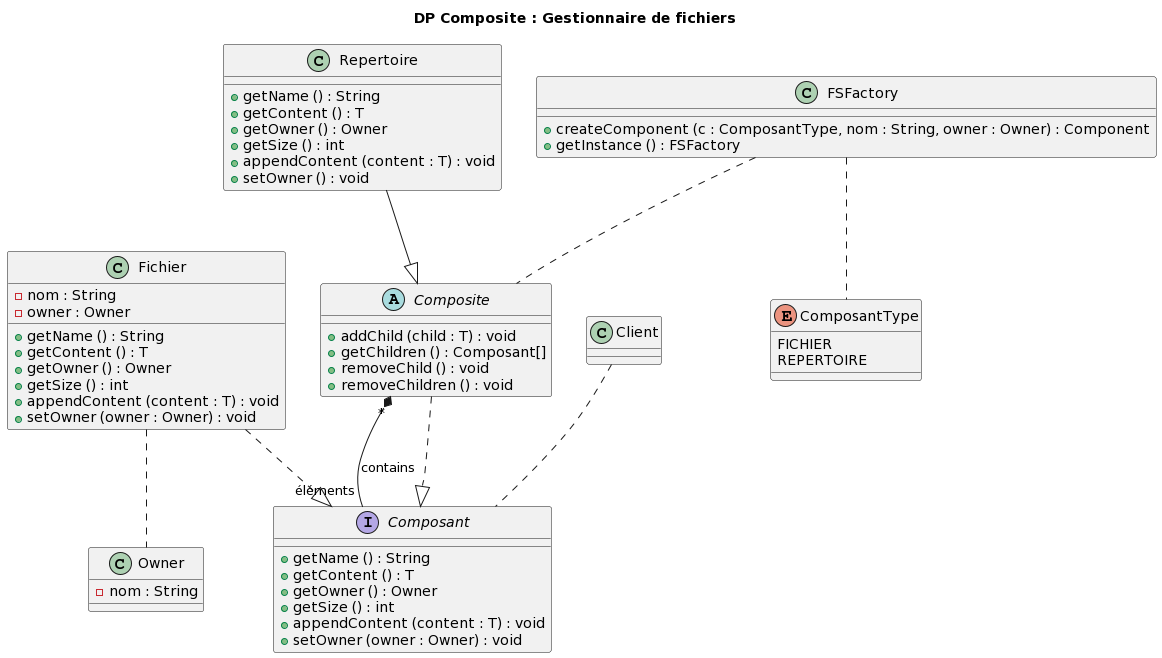 DP Composite : Gestionnaire de fichiers
C Repertoire
getName () : String
getContent () : T
getOwner () : Owner
getSize () : int
appendContent (content : T) : void
setOwner () : void
C FSFactory
createComponent (c : ComposantType, nom : String, owner : Owner) : Component
getInstance () : FSFactory
C Fichier
nom : String
owner : Owner
getName () : String
getContent () : T
getOwner () : Owner
getSize () : int
appendContent (content : T) : void
setOwner (owner : Owner) : void
A Composite
addChild (child : T) : void
getChildren () : Composant[]
removeChild () : void
removeChildren () : void
C Client
E ComposantType
FICHIER
REPERTOIRE
*
contains
éléments
C Owner
nom : String
I Composant
getName () : String
getContent () : T
getOwner () : Owner
getSize () : int
appendContent (content : T) : void
setOwner (owner : Owner) : void